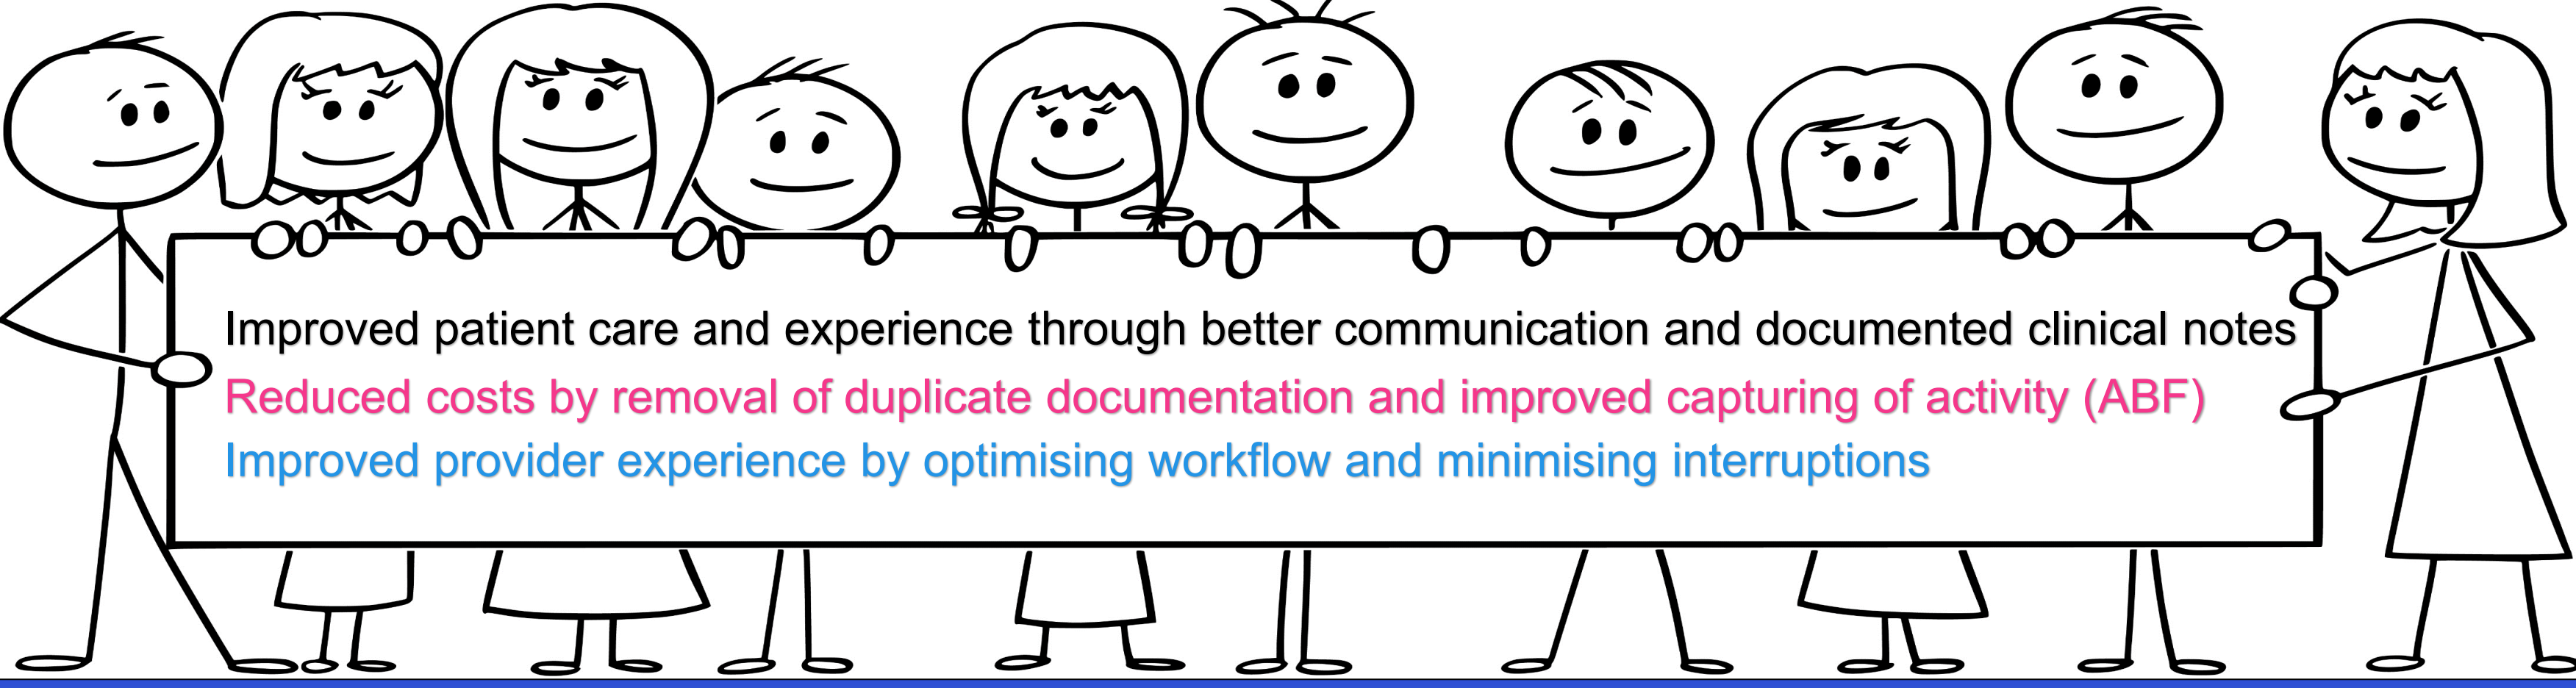 Improved patient care and experience through better communication and documented clinical notes
Reduced costs by removal of duplicate documentation and improved capturing of activity (ABF)
Improved provider experience by optimising workflow and minimising interruptions